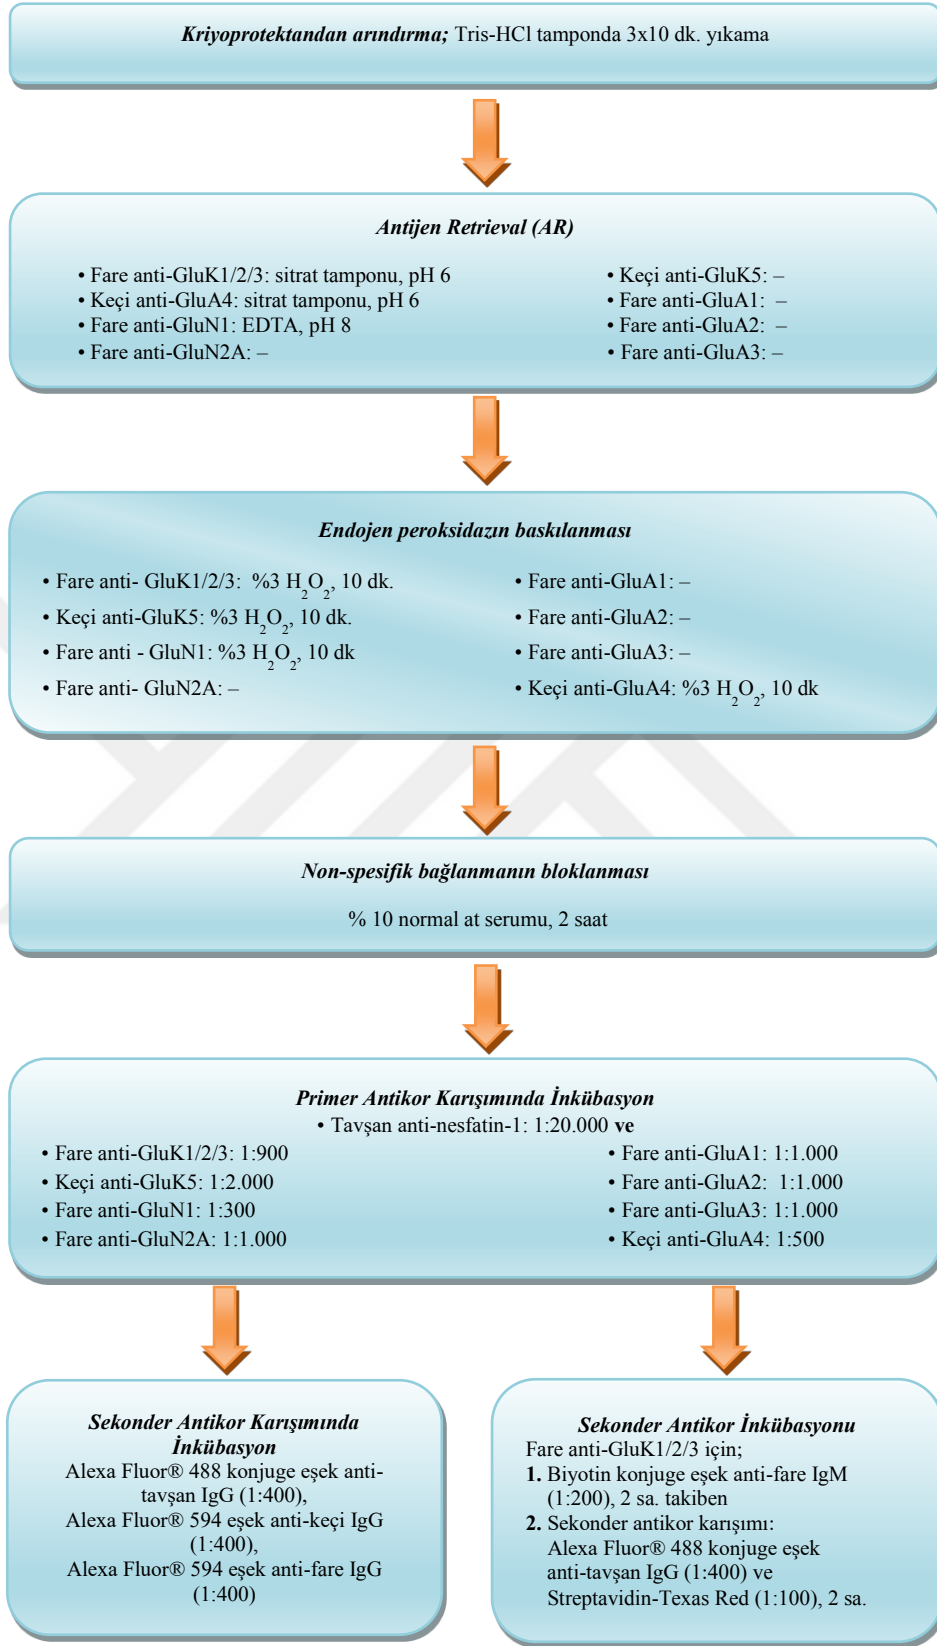 Kriyoprotektandan arındırma; Tris-HCl tamponda 3x10 dk. yıkama
Antijen Retrieval (AR)
• Fare anti-GluK1/2/3: sitrat tamponu, pH 6
• Keçi anti-GluA4: sitrat tamponu, pH 6
• Fare anti-GluN1: EDTA, pH 8
• Fare anti-GluN2A: –
• Keçi anti-GluK5: –
• Fare anti-GluA1: –
• Fare anti-GluA2: –
• Fare anti-GluA3: –
Endojen peroksidazın baskılanması
• Fare anti- GluK1/2/3: %3 H₂O₂, 10 dk.
• Keçi anti-GluK5: %3 H₂O₂, 10 dk.
• Fare anti - GluN1: %3 H₂O₂, 10 dk
• Fare anti- GluN2A: –
• Fare anti-GluA1: –
• Fare anti-GluA2: –
• Fare anti-GluA3: –
• Keçi anti-GluA4: %3 H₂O₂, 10 dk
Non-spesifik bağlanmanın bloklanması
% 10 normal at serumu, 2 saat
Primer Antikor Karışımında İnkübasyon
• Tavşan anti-nesfatin-1: 1:20.000 ve
• Fare anti-GluK1/2/3: 1:900
• Keçi anti-GluK5: 1:2.000
• Fare anti-GluN1: 1:300
• Fare anti-GluN2A: 1:1.000
• Fare anti-GluA1: 1:1.000
• Fare anti-GluA2: 1:1.000
• Fare anti-GluA3: 1:1.000
• Keçi anti-GluA4: 1:500
Sekonder Antikor Karışımında
İnkübasyon
Alexa Fluor® 488 konjuge eşek anti-
tavşan IgG (1:400),
Alexa Fluor® 594 eşek anti-keçi IgG
(1:400),
Alexa Fluor® 594 eşek anti-fare IgG
(1:400)
Sekonder Antikor İnkübasyonu
Fare anti-GluK1/2/3 için;
1. Biyotin konjuge eşek anti-fare IgM
(1:200), 2 sa. takiben
2. Sekonder antikor karışımı:
Alexa Fluor® 488 konjuge eşek
anti-tavşan IgG (1:400) ve
Streptavidin-Texas Red (1:100), 2 sa.